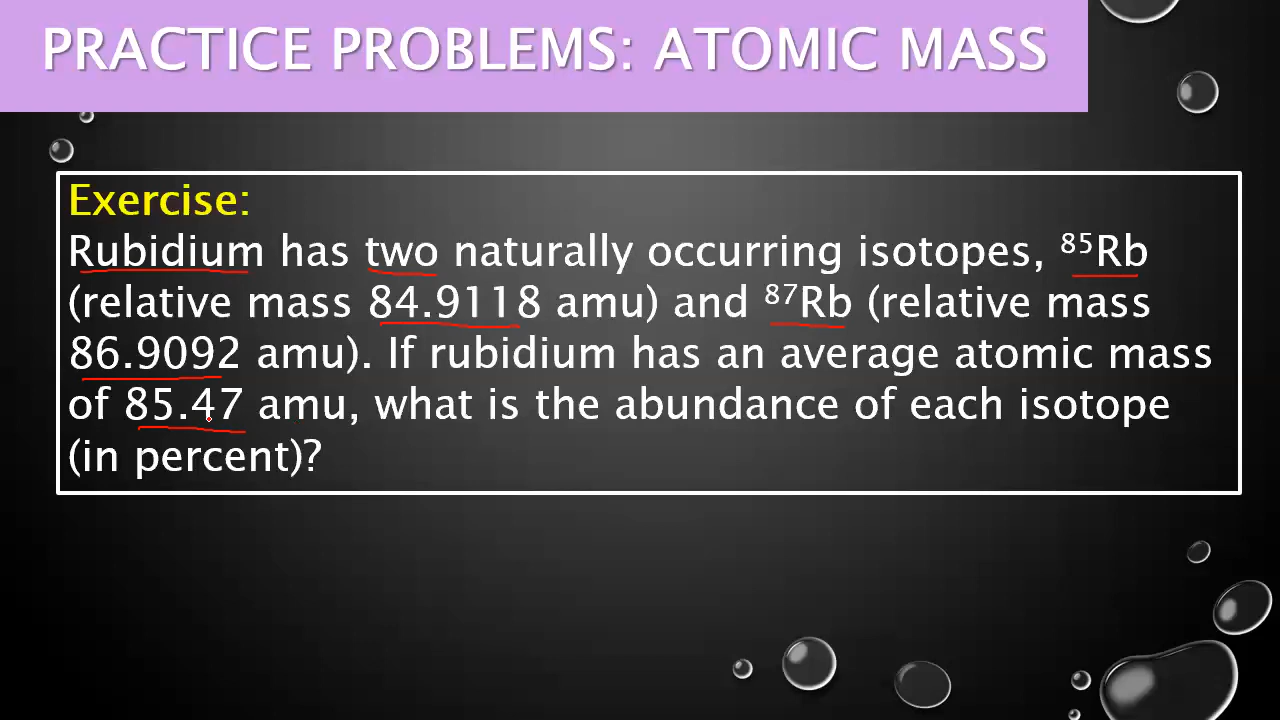 PRACTICE PROBLEMS: ATOMIC MASS
Exercise:
Rubidium has two naturally occurring isotopes, ⁸⁵Rb
(relative mass 84.9118 amu) and ⁸⁷Rb (relative mass
86.9092 amu). If rubidium has an average atomic mass
of 85.47 amu, what is the abundance of each isotope
(in percent)?